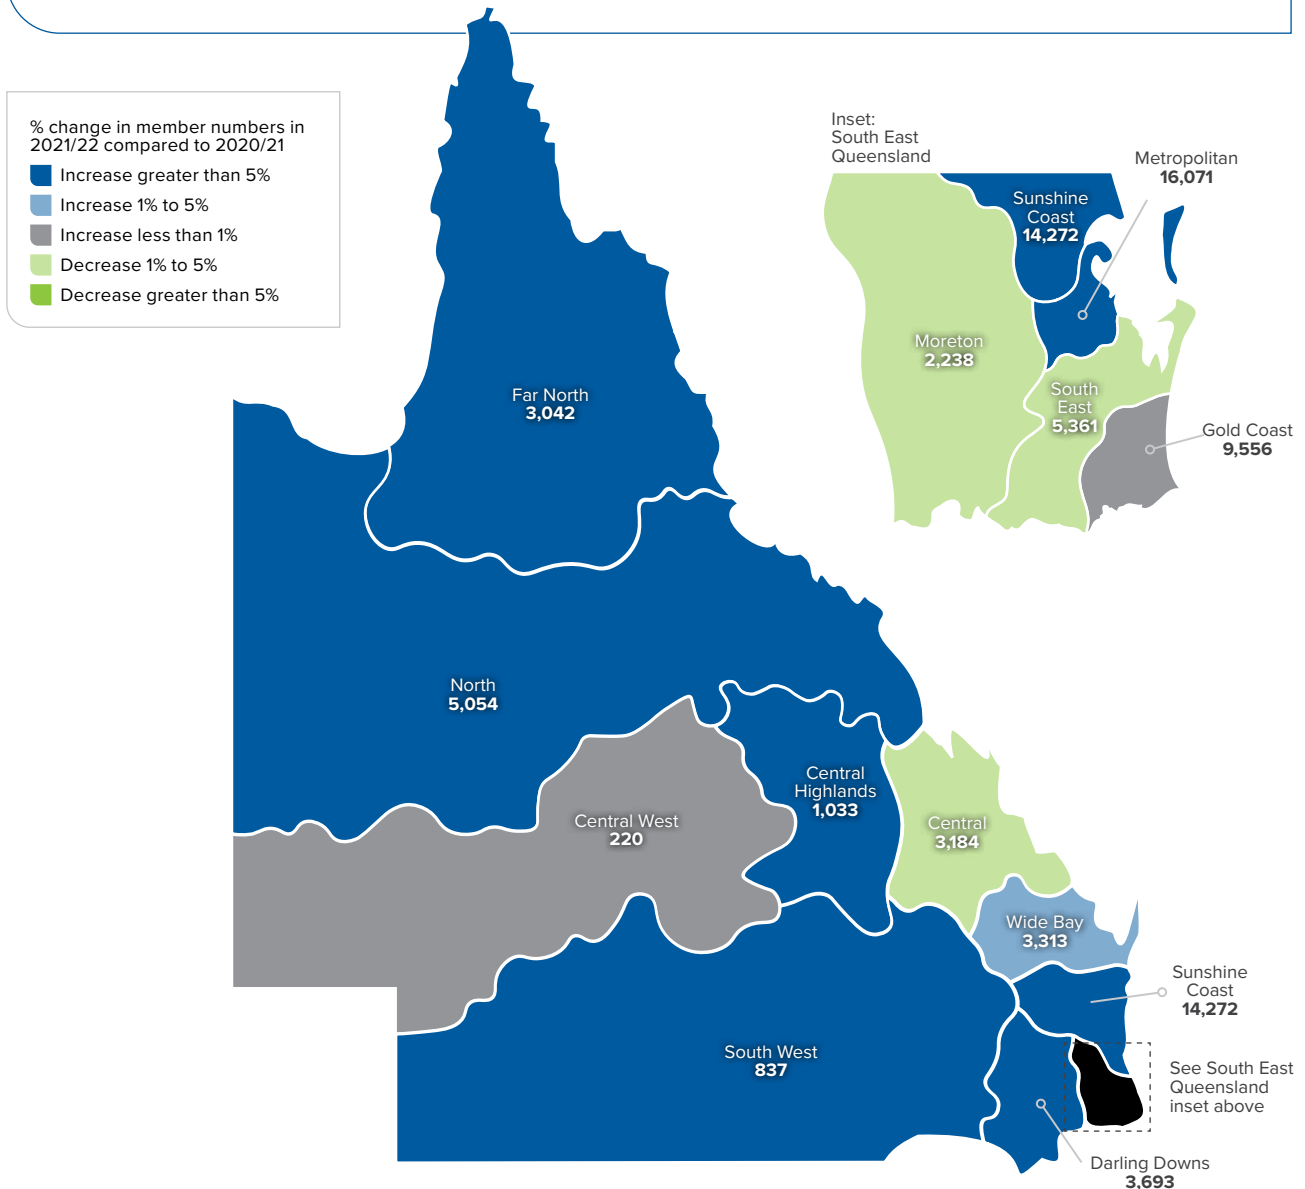 % change in member numbers in
2021/22 compared to 2020/21
Increase greater than 5%
Increase 1% to 5%
Increase less than 1%
Decrease 1% to 5%
Decrease greater than 5%
Inset:
South East
Queensland
Metropolitan
16,071
Sunshine
Coast
14,272
Moreton
2,238
South
East
5,361
Gold Coast
9,556
Far North
3,042
North
5,054
Central
Highlands
1,033
Central West
220
Central
3,184
Wide Bay
3,313
Sunshine
Coast
14,272
South West
837
See South East
Queensland
inset above
Darling Downs
3,693